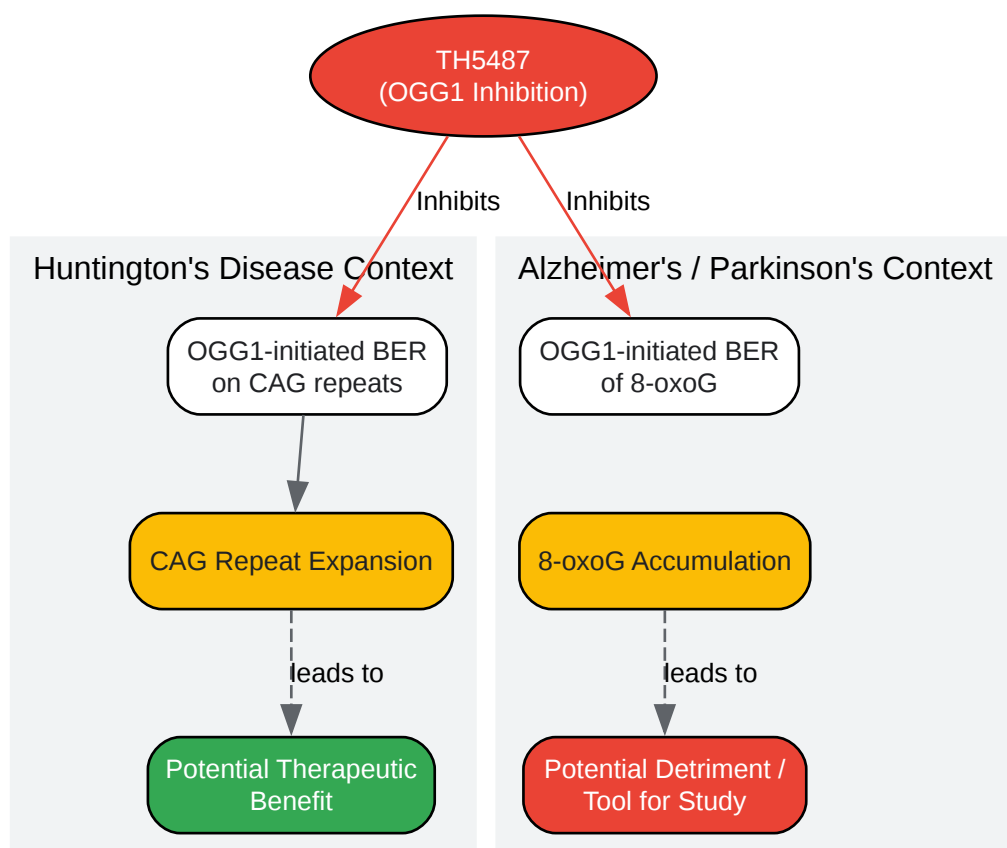 TH5487
(OGG1 Inhibition)
Inhibits
Inhibits
Huntington's Disease Context
OGG1-initiated BER
on CAG repeats
CAG Repeat Expansion
leads to
Potential Therapeutic
Benefit
Alzheimer's / Parkinson's Context
OGG1-initiated BER
of 8-oxoG
8-oxoG Accumulation
leads to
Potential Detriment /
Tool for Study